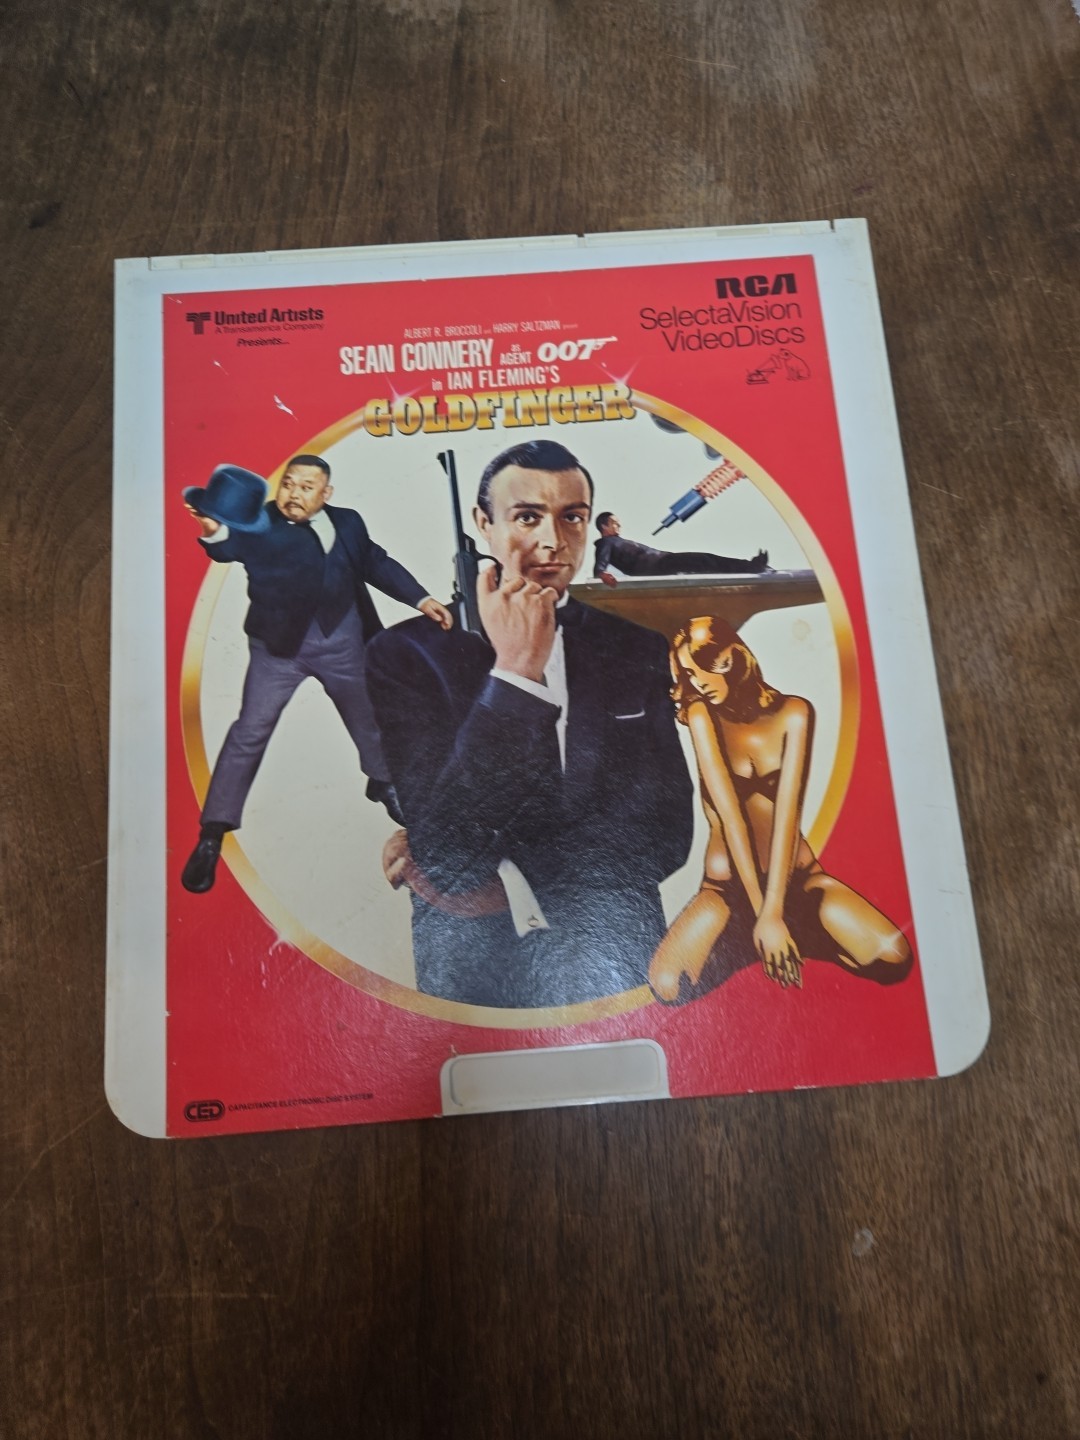 United Artists
A Transamerica Company
Presents...
RCA
SelectaVision
VideoDiscs
ALBERT R. BROCCOLI and HARRY SALTZMAN present
SEAN CONNERY as AGENT 007
in IAN FLEMING'S
GOLDFINGER
CED CAPACITANCE ELECTRONIC DISC SYSTEM